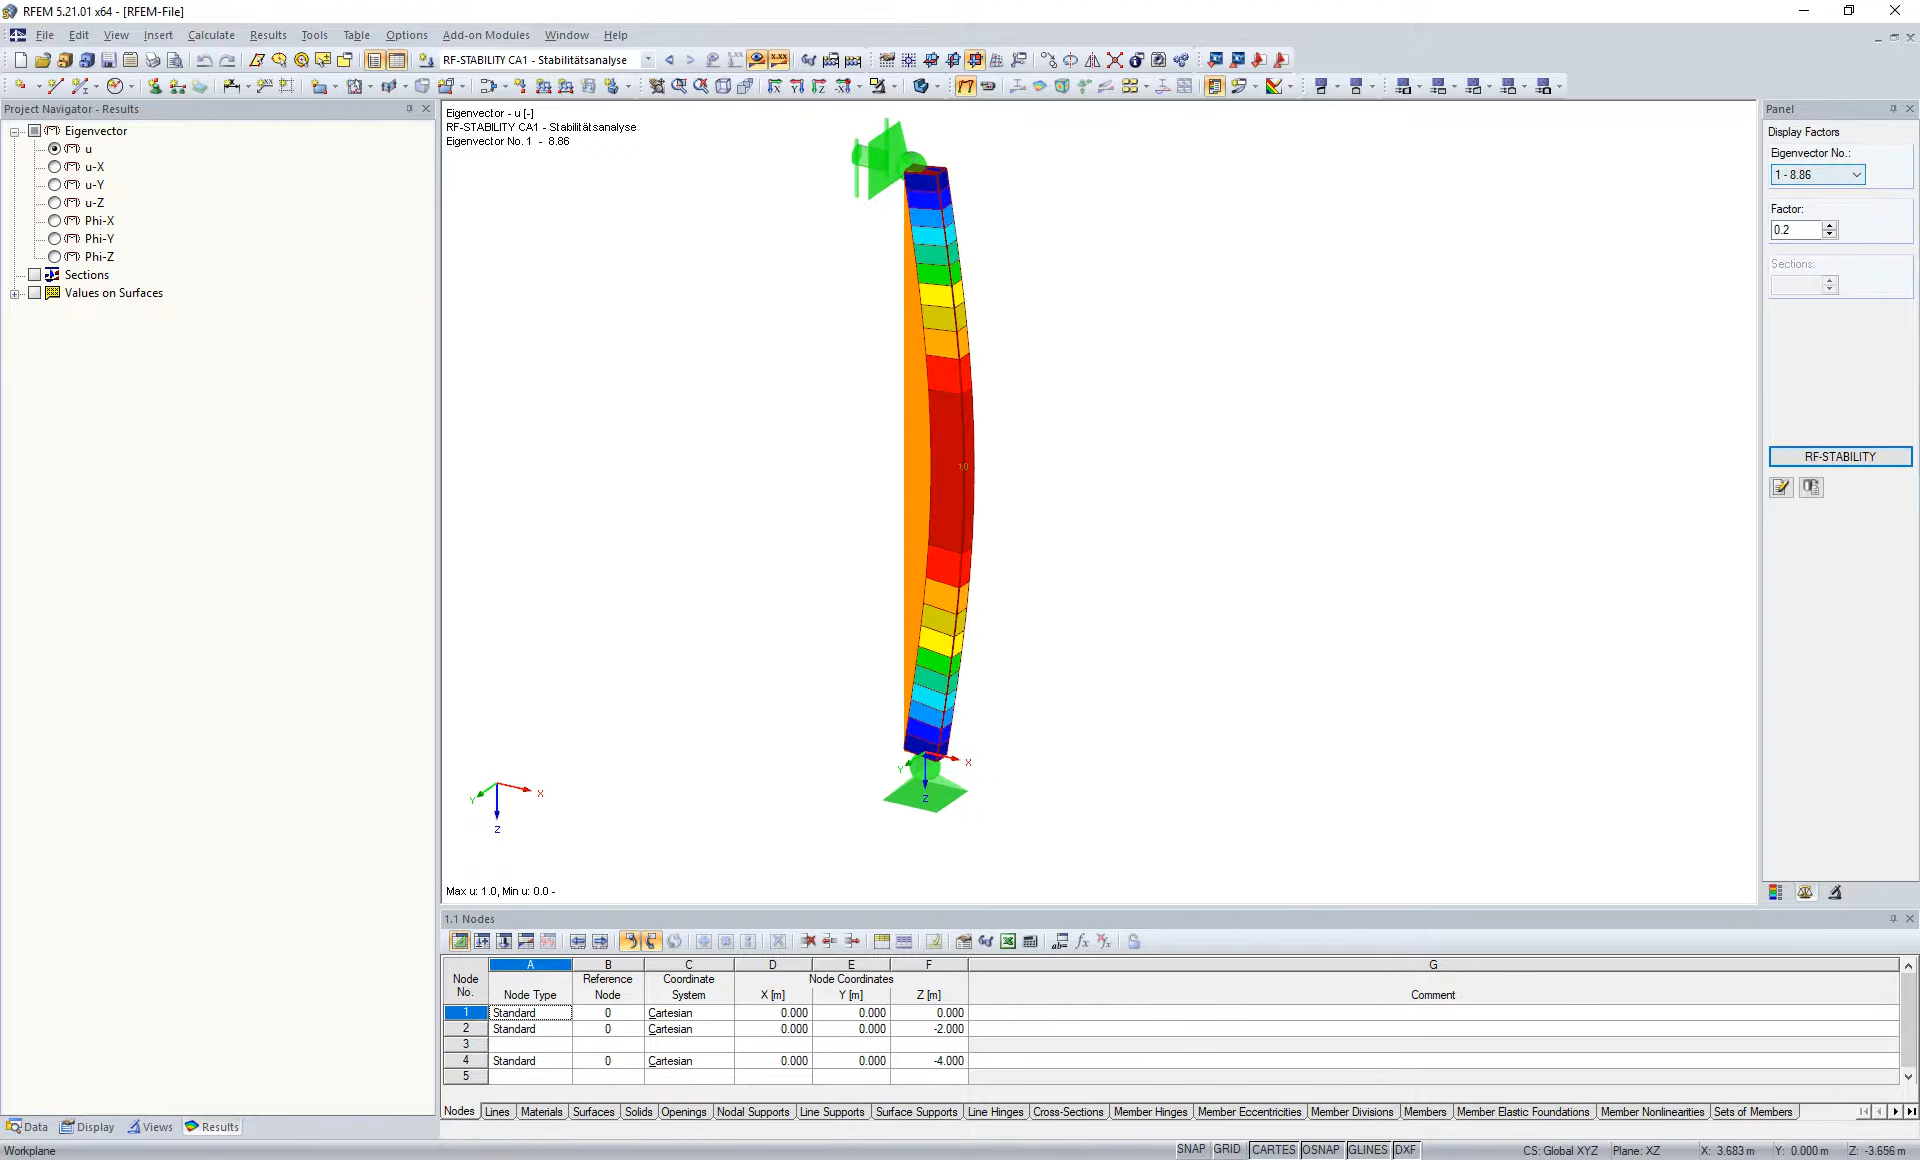 RFEM 5.21.01 x64 - [RFEM-File]
File Edit View Insert Calculate Results Tools Table Options Add-on Modules Window Help
RF-STABILITY CA1 - Stabilitätsanalyse
Project Navigator - Results
Eigenvector
u
u-X
u-Y
u-Z
Phi-X
Phi-Y
Phi-Z
Sections
Values on Surfaces
Eigenvector - u [-]
RF-STABILITY CA1 - Stabilitätsanalyse
Eigenvector No. 1 - 8.86
1.0
Y X
Z
Y X
Z
Max u: 1.0, Min u: 0.0 -
Panel
Display Factors
Eigenvector No.:
1 - 8.86
Factor:
0.2
Sections:
RF-STABILITY
1.1 Nodes
A B C D E F G
Node Reference Coordinate Node Coordinates
No. Node Type Node System X [m] Y [m] Z [m] Comment
1 Standard 0 Cartesian 0.000 0.000 0.000
2 Standard 0 Cartesian 0.000 0.000 -2.000
3
4 Standard 0 Cartesian 0.000 0.000 -4.000
5
Nodes Lines Materials Surfaces Solids Openings Nodal Supports Line Supports Surface Supports Line Hinges Cross-Sections Member Hinges Member Eccentricities Member Divisions Members Member Elastic Foundations Member Nonlinearities Sets of Members
Data Display Views Results
Workplane SNAP GRID CARTES OSNAP GLINES DXF CS: Global XYZ Plane: XZ X: 3.683 m Y: 0.000 m Z: -3.656 m